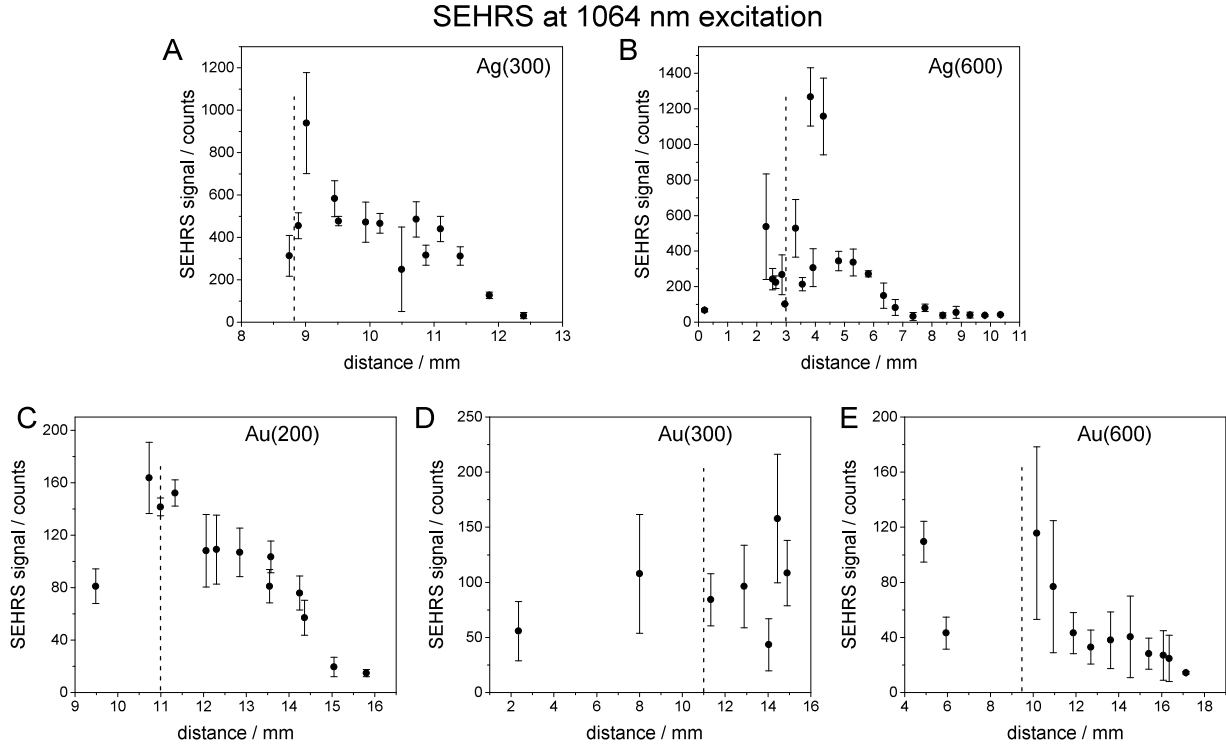 SEHRS at 1064 nm excitation
A
Ag(300)
SEHRS signal / counts
1200
1000
800
600
400
200
0
8 9 10 11 12 13
distance / mm
B
Ag(600)
SEHRS signal / counts
1400
1200
1000
800
600
400
200
0
0 1 2 3 4 5 6 7 8 9 10 11
distance / mm
C
Au(200)
SEHRS signal / counts
200
160
120
80
40
0
9 10 11 12 13 14 15 16
distance / mm
D
Au(300)
SEHRS signal / counts
250
200
150
100
50
0
2 4 6 8 10 12 14 16
distance / mm
E
Au(600)
SEHRS signal / counts
200
160
120
80
40
0
4 6 8 10 12 14 16 18
distance / mm